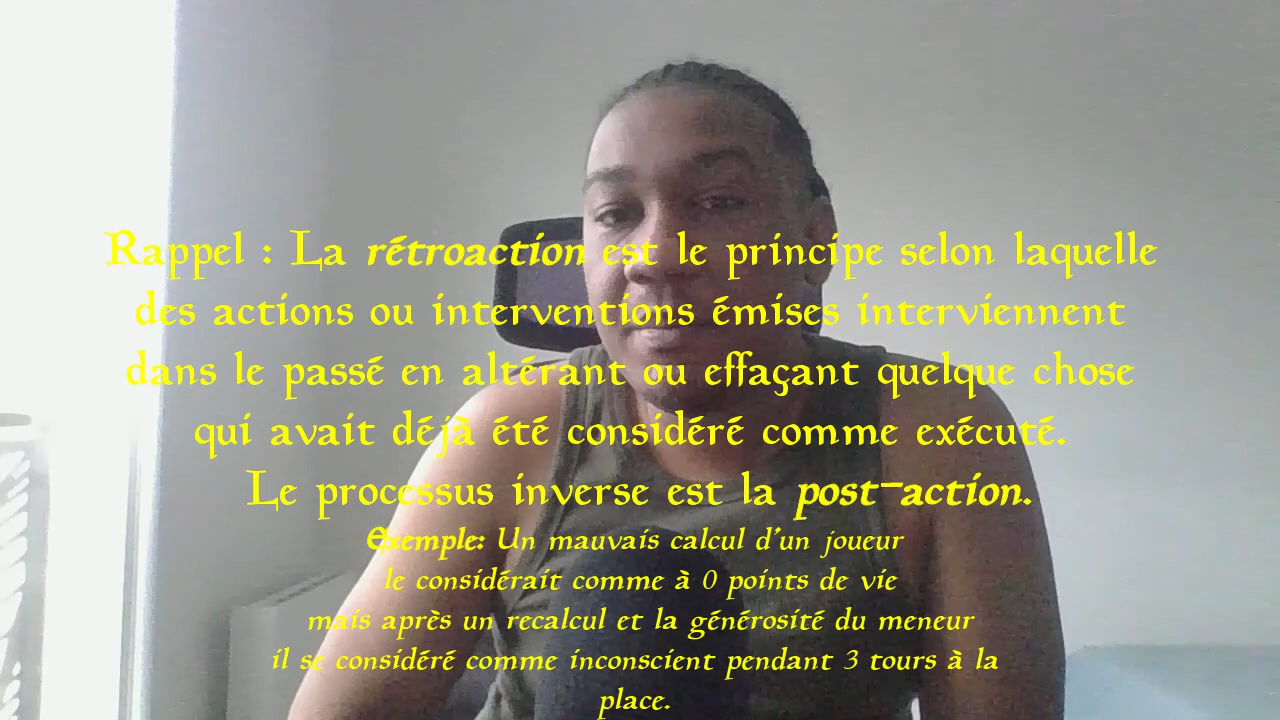 Rappel : La rétroaction est le principe selon laquelle
des actions ou interventions émises interviennent
dans le passé en altérant ou effaçant quelque chose
qui avait déjà été considéré comme exécuté.
Le processus inverse est la post-action.
Exemple: Un mauvais calcul d'un joueur
le considérait comme à 0 points de vie
mais après un recalcul et la générosité du meneur
il se considéré comme inconscient pendant 3 tours à la
place.